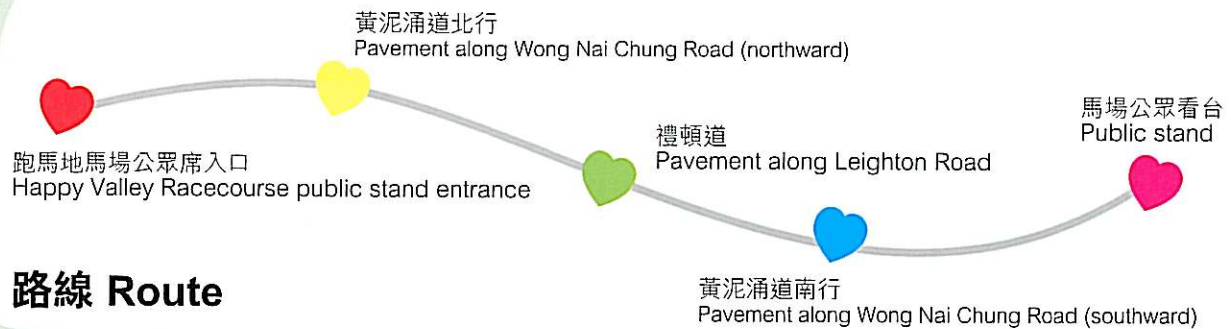 黃泥涌道北行
Pavement along Wong Nai Chung Road (northward)
馬場公眾看台
Public stand
禮頓道
Pavement along Leighton Road
跑馬地馬場公眾席入口
Happy Valley Racecourse public stand entrance
路線 Route
黃泥涌道南行
Pavement along Wong Nai Chung Road (southward)